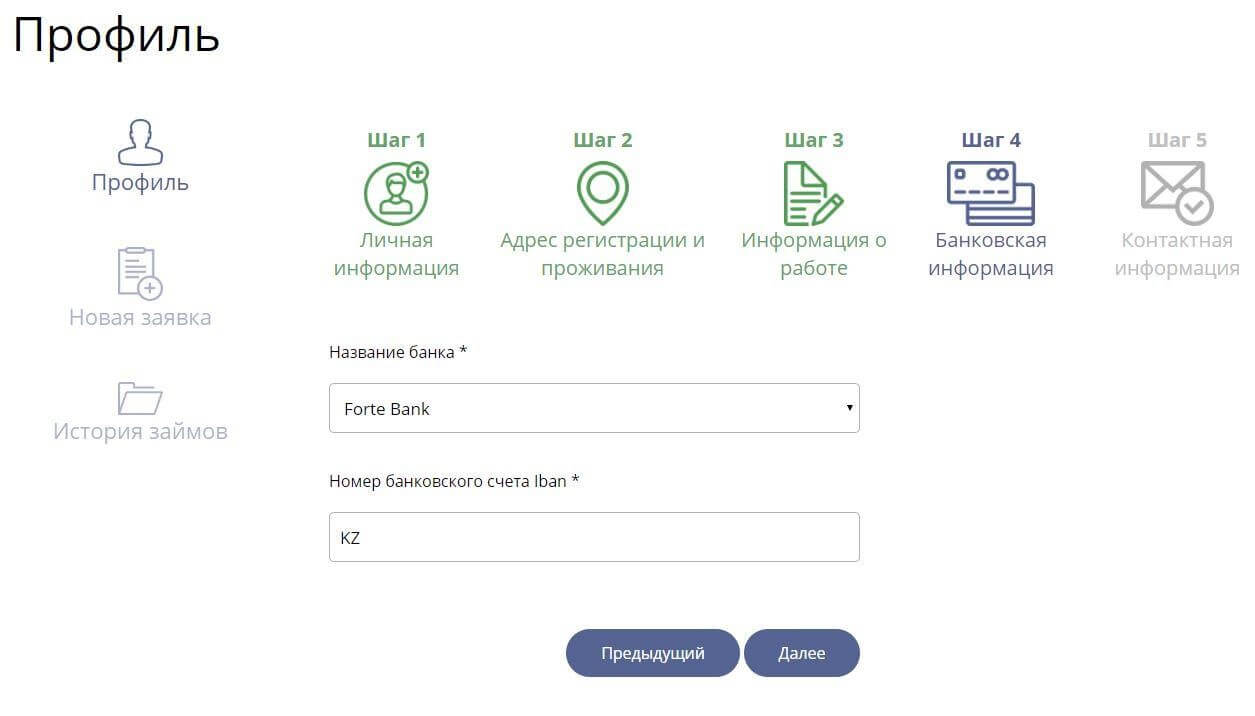 Профиль
Профиль
Новая заявка
История займов
Шаг 1
Личная
информация
Шаг 2
Адрес регистрации и
проживания
Шаг 3
Информация о
работе
Шаг 4
Банковская
информация
Шаг 5
Контактная
информация
Название банка *
Forte Bank
Номер банковского счета Iban *
KZ
Предыдущий
Далее